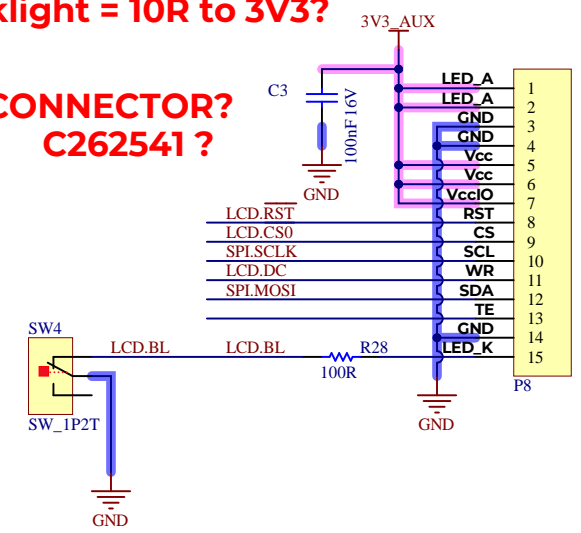 klight = 10R to 3V3?
CONNECTOR?
C262541 ?
3V3_AUX
C3
100nF 16V
GND
LED_A 1
LED_A 2
GND 3
GND 4
Vcc 5
Vcc 6
VccIO 7
LCD.RST RST 8
LCD.CS0 CS 9
SPI.SCLK SCL 10
LCD.DC WR 11
SPI.MOSI SDA 12
TE 13
GND 14
LED_K 15
P8
SW4
LCD.BL LCD.BL R28
100R
SW_1P2T
GND
GND